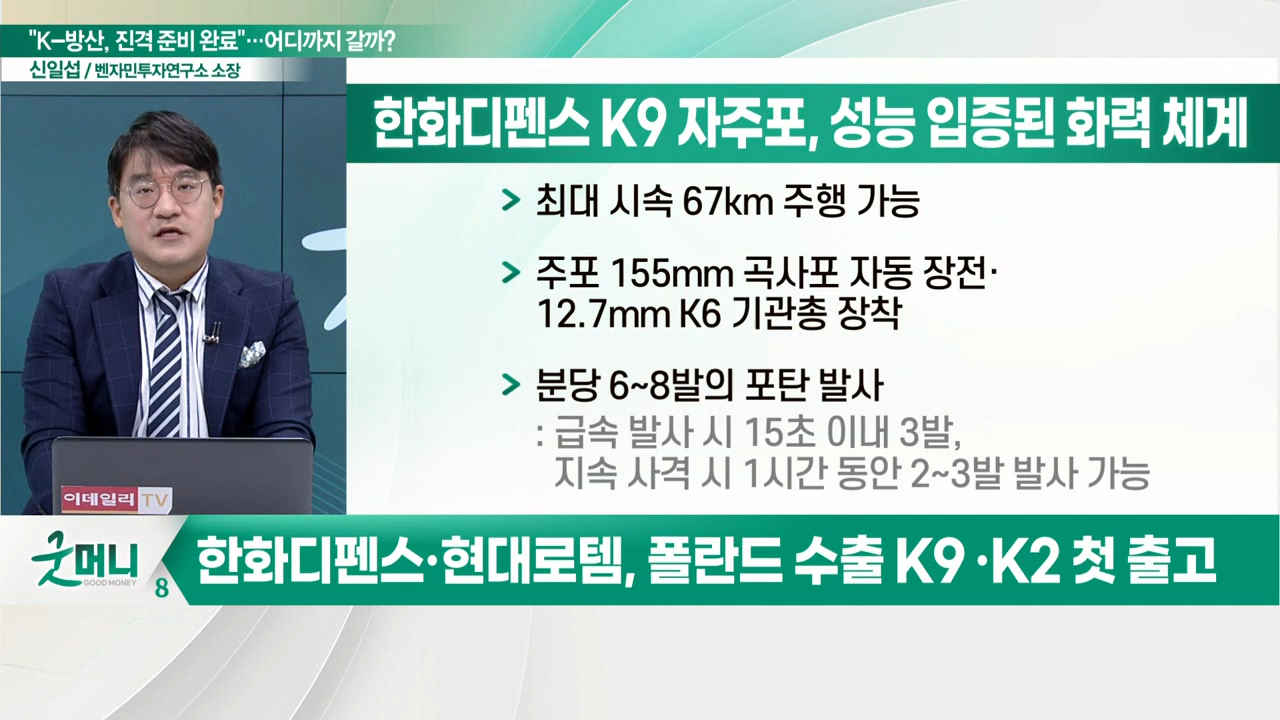 "K-방산, 진격 준비 완료"…어디까지 갈까?
신일섭 / 벤자민투자연구소 소장
한화디펜스 K9 자주포, 성능 입증된 화력 체계
> 최대 시속 67km 주행 가능
> 주포 155mm 곡사포 자동 장전·
12.7mm K6 기관총 장착
> 분당 6~8발의 포탄 발사
: 급속 발사 시 15초 이내 3발,
지속 사격 시 1시간 동안 2~3발 발사 가능
이데일리 TV
굿머니
GOOD MONEY
8
한화디펜스·현대로템, 폴란드 수출 K9·K2 첫 출고